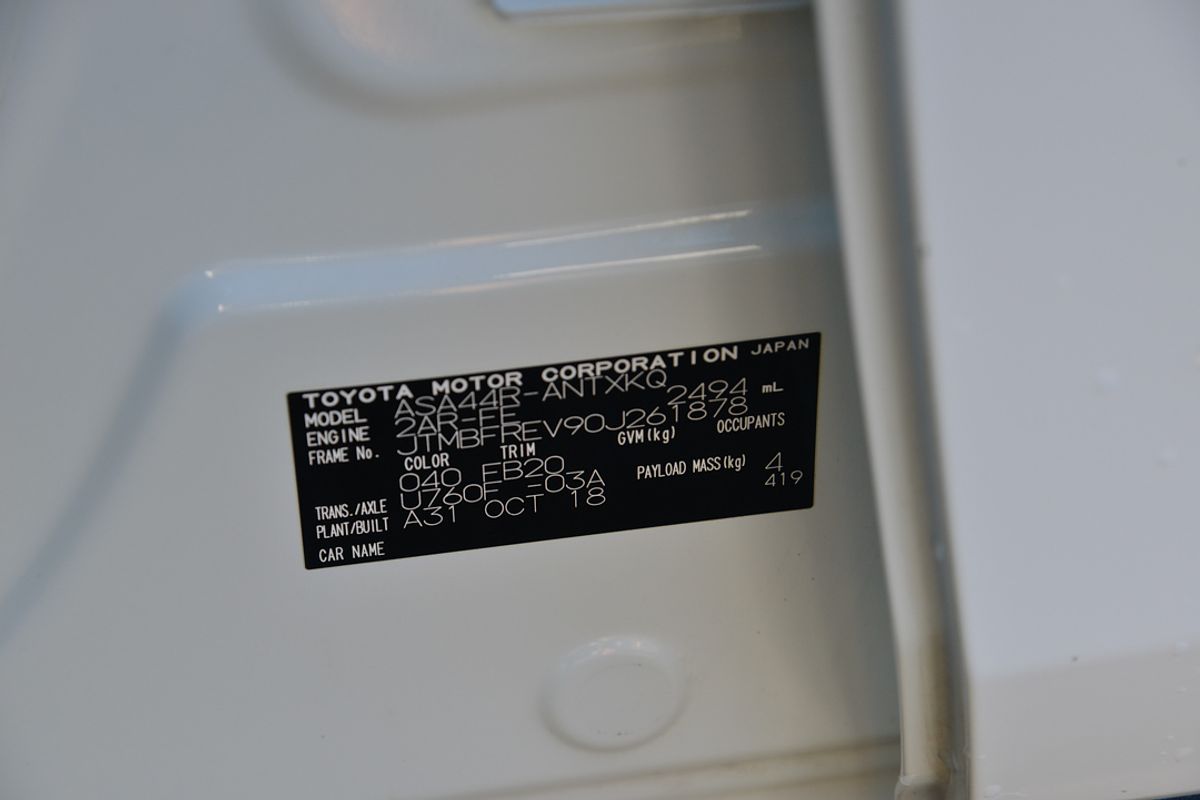 TOYOTA MOTOR CORPORATION JAPAN
MODEL ASA44R-ANTXKQ
ENGINE 2AR-FE 2494 mL
FRAME No. JTMBFREV90J261878
COLOR TRIM GVM(kg) OCCUPANTS
040 FB20
TRANS./AXLE U760F -03A PAYLOAD MASS(kg) 4
PLANT/BUILT A31 OCT 18 419
CAR NAME